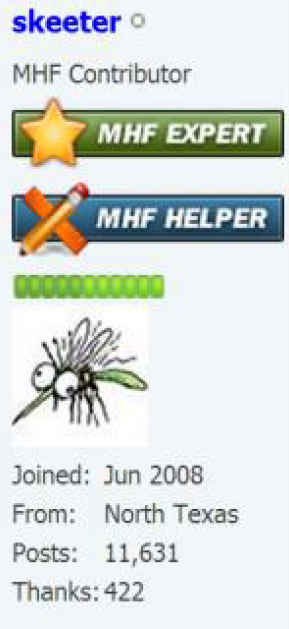 skeeter
MHF Contributor
MHF EXPERT
MHF HELPER
Joined: Jun 2008
From: North Texas
Posts: 11,631
Thanks: 422